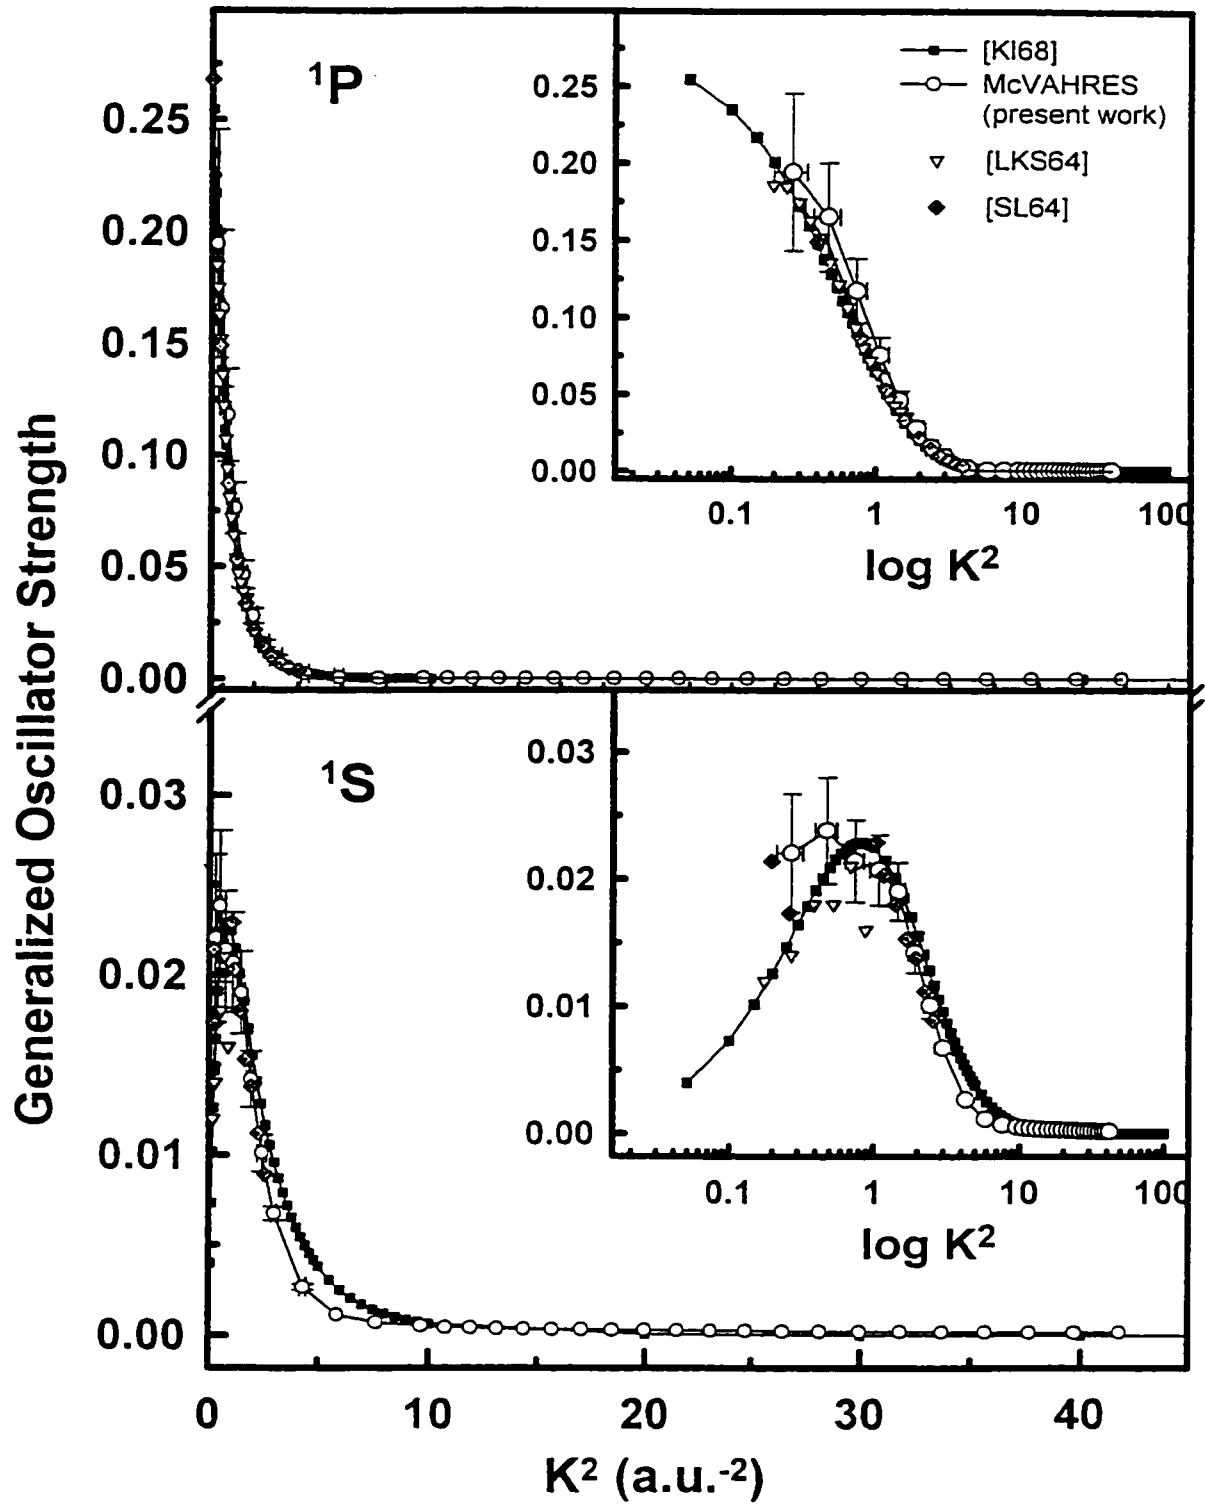 Generalized Oscillator Strength
¹P
0.25
0.20
0.15
0.10
0.05
0.00
0.25
0.20
0.15
0.10
0.05
0.00
[KI68]
McVAHRES
(present work)
[LKS64]
[SL64]
0.1 1 10 100
log K²
¹S
0.03
0.02
0.01
0.00
0.03
0.02
0.01
0.00
0.1 1 10 100
log K²
0 10 20 30 40
K² (a.u.⁻²)